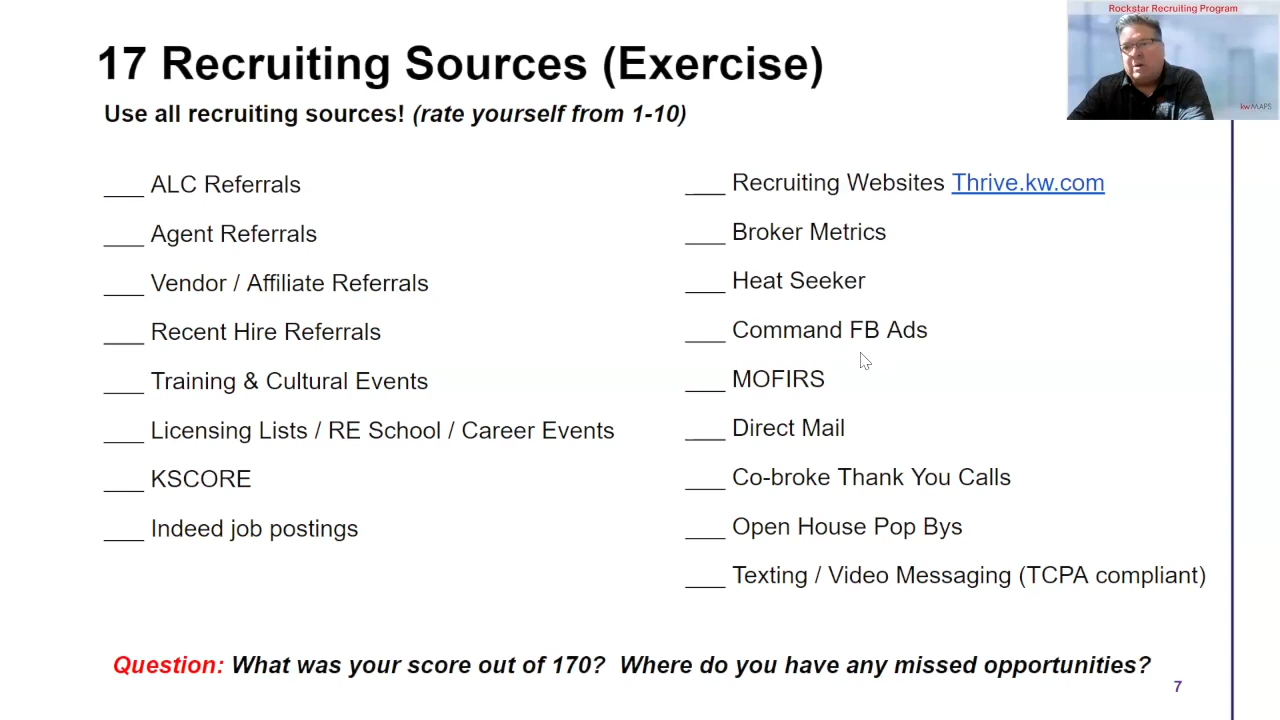 Rockstar Recruiting Program
kw MAPS
17 Recruiting Sources (Exercise)
Use all recruiting sources! (rate yourself from 1-10)
___ ALC Referrals
___ Agent Referrals
___ Vendor / Affiliate Referrals
___ Recent Hire Referrals
___ Training & Cultural Events
___ Licensing Lists / RE School / Career Events
___ KSCORE
___ Indeed job postings
___ Recruiting Websites Thrive.kw.com
___ Broker Metrics
___ Heat Seeker
___ Command FB Ads
___ MOFIRS
___ Direct Mail
___ Co-broke Thank You Calls
___ Open House Pop Bys
___ Texting / Video Messaging (TCPA compliant)
Question: What was your score out of 170? Where do you have any missed opportunities?
7